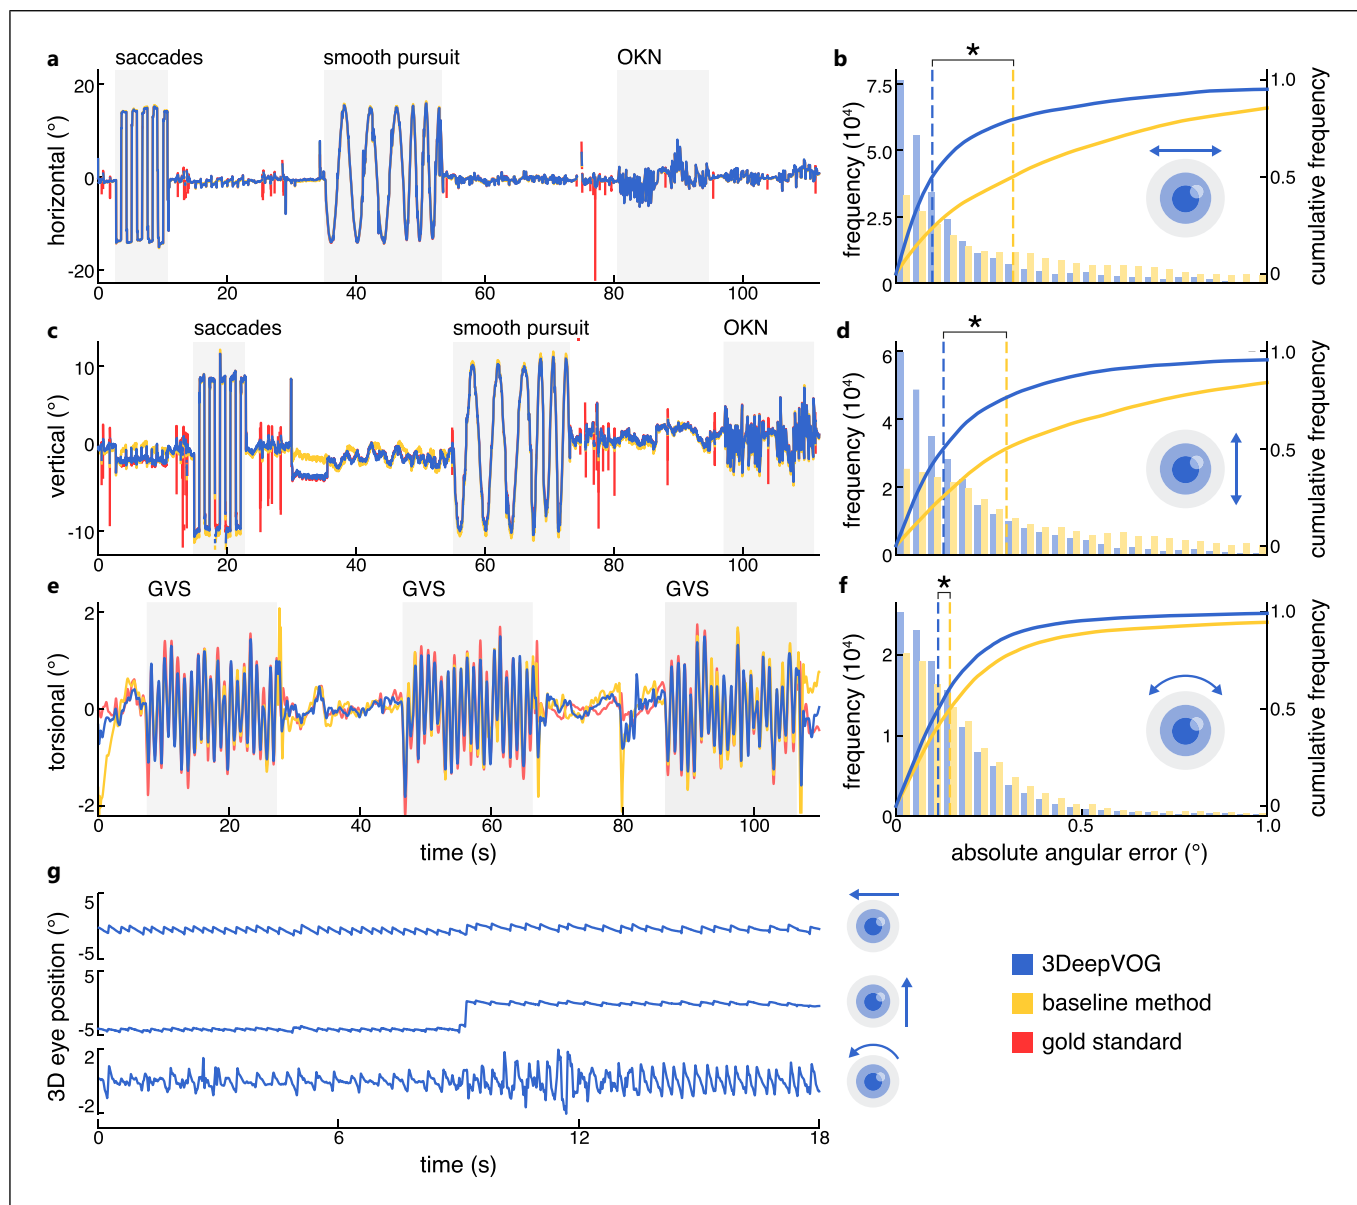 a
saccades
smooth pursuit
OKN
horizontal (°)
20
0
-20
0
20
40
60
80
100
b
*
frequency (10⁴)
7.5
5.0
2.5
0
1.0
0.5
0
cumulative frequency
c
saccades
smooth pursuit
OKN
vertical (°)
10
0
-10
0
20
40
60
80
100
d
*
frequency (10⁴)
6
4
2
0
1.0
0.5
0
cumulative frequency
e
GVS
GVS
GVS
torsional (°)
2
0
-2
0
20
40
60
80
100
time (s)
f
*
frequency (10⁴)
2
1
0
1.0
0.5
0
cumulative frequency
0
0.5
1.0
absolute angular error (°)
g
3D eye position (°)
5
-5
5
-5
2
-2
0
6
12
18
time (s)
3DeepVOG
baseline method
gold standard